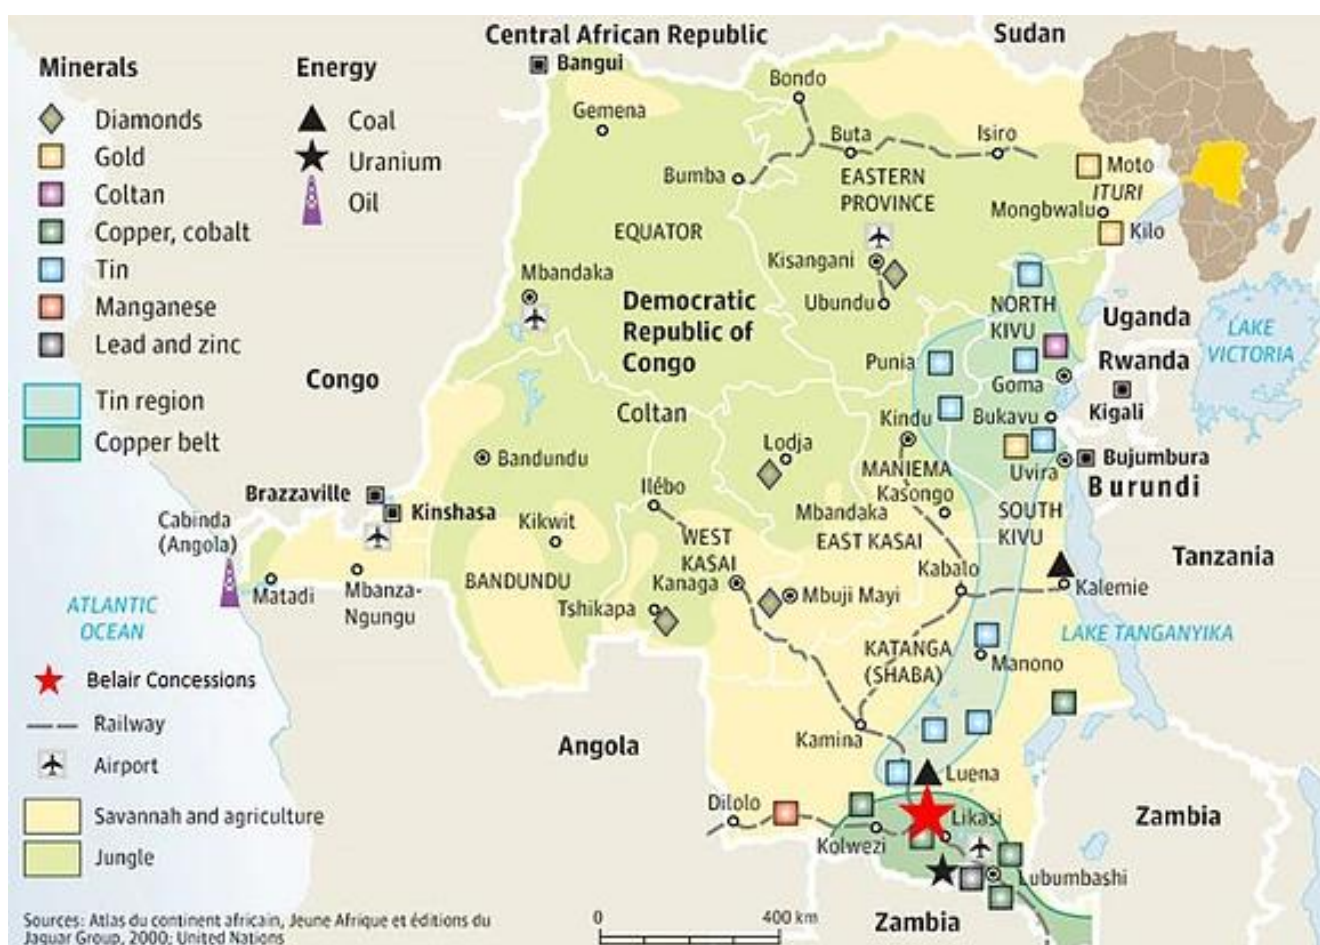 Minerals
Diamonds
Gold
Coltan
Copper, cobalt
Tin
Manganese
Lead and zinc
Tin region
Copper belt
Energy
Coal
Uranium
Oil
Central African Republic
Sudan
Bangui
Gemena
Bondo
Buta
Isiro
Bumba
EASTERN
PROVINCE
Moto
ITURI
Mongbwalu
Kilo
EQUATOR
Kisangani
Mbandaka
Ubundu
Democratic
Republic of
Congo
NORTH
KIVU
Uganda
LAKE
VICTORIA
Punia
Rwanda
Goma
Kigali
Congo
Coltan
Kindu
Bukavu
Lodja
Bandundu
MANIEMA
Uvira
Bujumbura
Burundi
Brazzaville
Kinshasa
Ilébo
Kasongo
Mbandaka
Cabinda
(Angola)
Kikwit
WEST
KASAI
EAST KASAI
SOUTH
KIVU
Tanzania
BANDUNDU
Kanaga
Kabalo
Matadi
Mbanza-
Ngungu
Tshikapa
Mbuji Mayi
Kalemie
ATLANTIC
OCEAN
LAKE TANGANYIKA
KATANGA
(SHABA)
Manono
Belair Concessions
Railway
Airport
Savannah and agriculture
Jungle
Angola
Kamina
Luena
Dilolo
Likasi
Kolwezi
Zambia
Lubumbashi
Zambia
Sources: Atlas du continent africain, Jeune Afrique et éditions du
Jaguar Group, 2000; United Nations
0 400 km